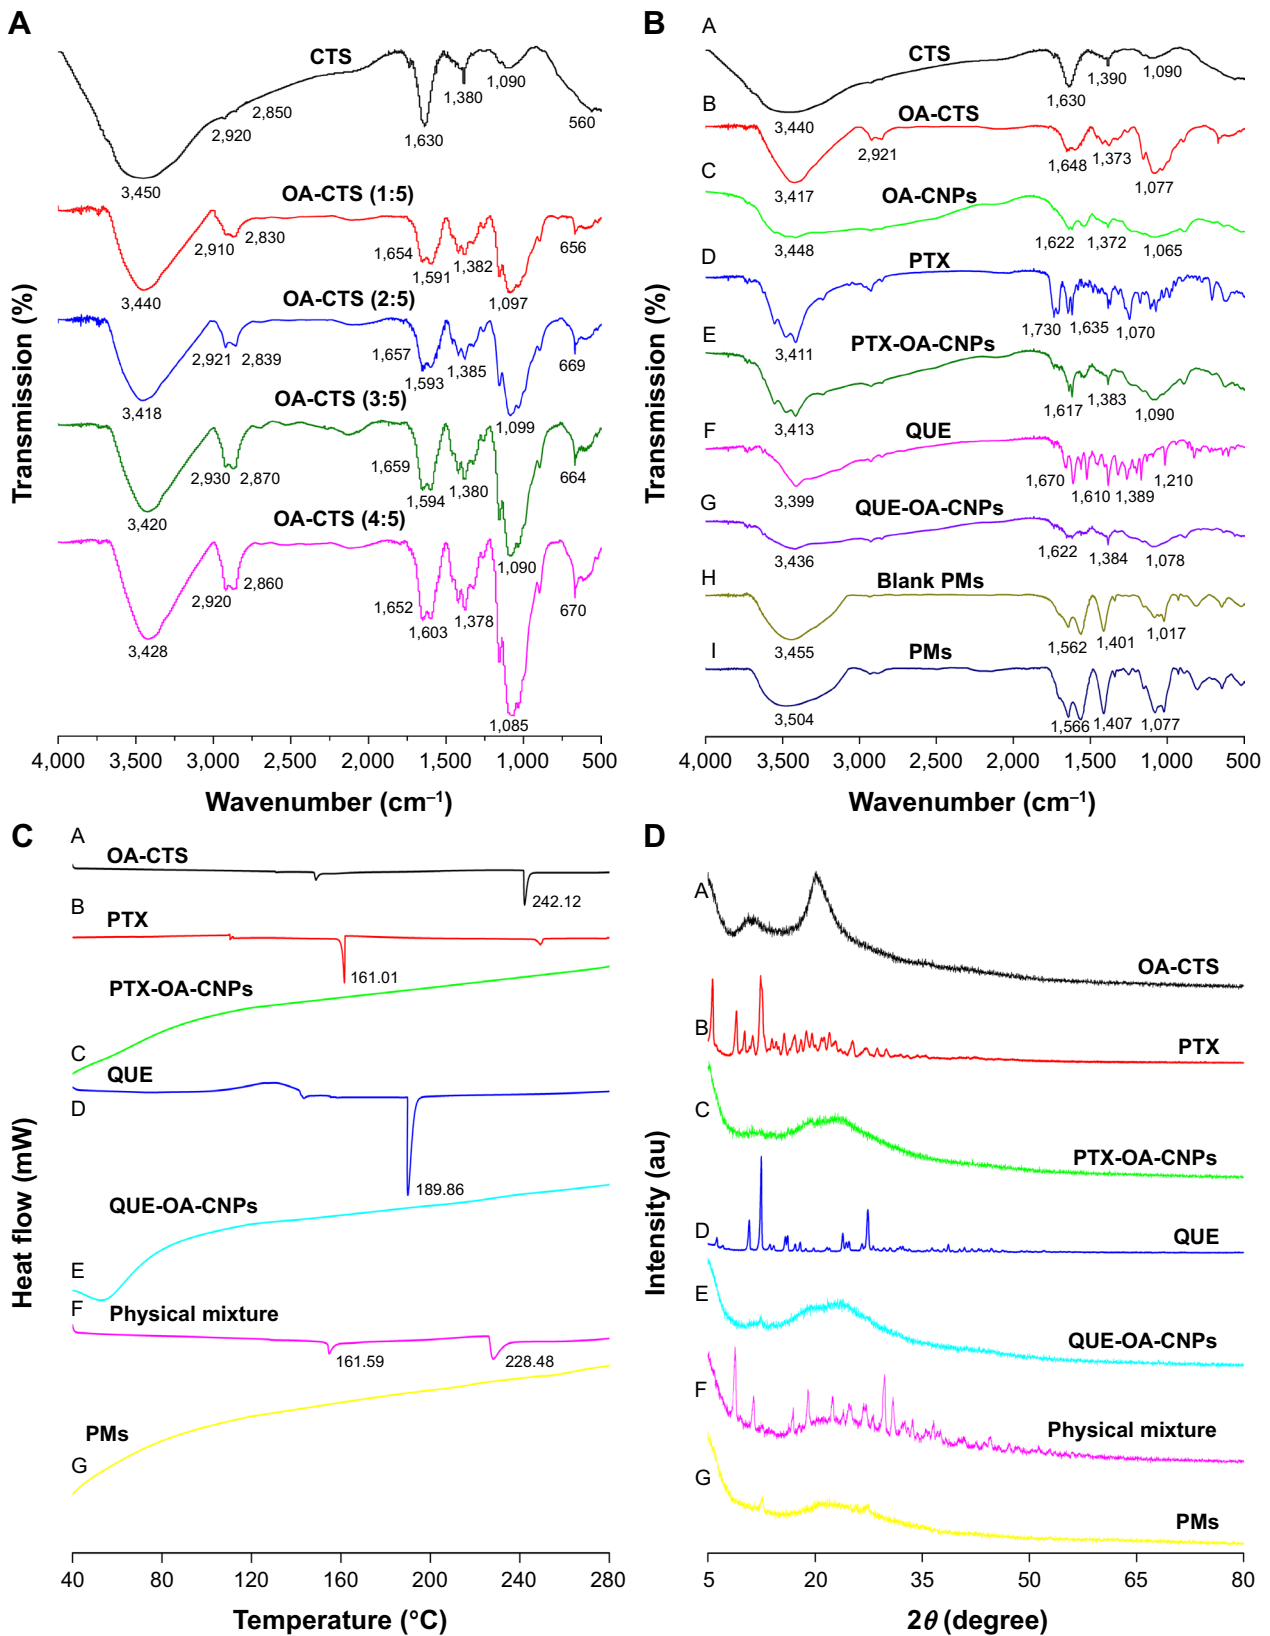 A
CTS
2,850
2,920
1,380
1,090
560
1,630
3,450
OA-CTS (1:5)
2,910
2,830
1,654
1,591
1,382
656
3,440
1,097
OA-CTS (2:5)
2,921
2,839
1,657
1,593
1,385
669
3,418
1,099
OA-CTS (3:5)
2,930
2,870
1,659
1,594
1,380
664
3,420
1,090
OA-CTS (4:5)
2,920
2,860
1,652
1,603
1,378
670
3,428
1,085
Transmission (%)
4,000 3,500 3,000 2,500 2,000 1,500 1,000 500
Wavenumber (cm⁻¹)
B
A
CTS
3,440
1,630
1,390
1,090
B
OA-CTS
3,417
2,921
1,648
1,373
1,077
C
OA-CNPs
3,448
1,622
1,372
1,065
D
PTX
3,411
1,730
1,635
1,070
E
PTX-OA-CNPs
3,413
1,617
1,383
1,090
F
QUE
3,399
1,670
1,610
1,389
1,210
G
QUE-OA-CNPs
3,436
1,622
1,384
1,078
H
Blank PMs
3,455
1,562
1,401
1,017
I
PMs
3,504
1,566
1,407
1,077
Transmission (%)
4,000 3,500 3,000 2,500 2,000 1,500 1,000 500
Wavenumber (cm⁻¹)
C
A
OA-CTS
242.12
B
PTX
161.01
PTX-OA-CNPs
C
QUE
D
189.86
QUE-OA-CNPs
E
F
Physical mixture
161.59
228.48
PMs
G
Heat flow (mW)
40 80 120 160 200 240 280
Temperature (°C)
D
A
OA-CTS
B
PTX
C
PTX-OA-CNPs
D
QUE
E
QUE-OA-CNPs
F
Physical mixture
G
PMs
Intensity (au)
5 20 35 50 65 80
2θ (degree)